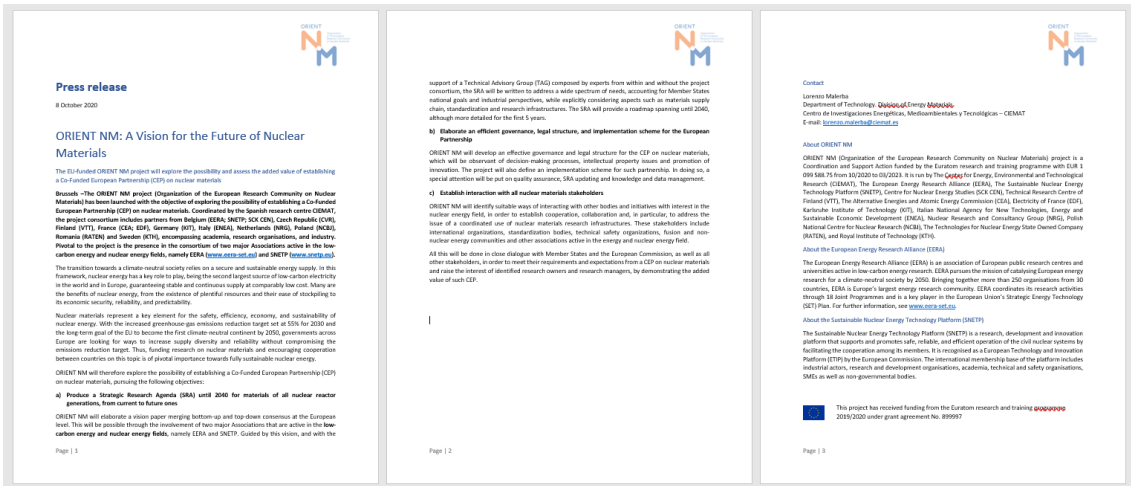 ORIENT
NM
Press release
8 October 2020
ORIENT NM: A Vision for the Future of Nuclear
Materials
The EU-funded ORIENT NM project will explore the possibility and assess the added value of establishing
a Co-Funded European Partnership (CEP) on nuclear materials
Brussels –The ORIENT NM project (Organization of the European Research Community on Nuclear
Materials) has been launched with the objective of exploring the possibility of establishing a Co-Funded
European Partnership (CEP) on nuclear materials. Coordinated by the Spanish research centre CIEMAT,
the project consortium includes partners from Belgium (EERA; SNETP; SCK CEN), Czech Republic (CVR),
Finland (VTT), France (CEA; EDF), Germany (KIT), Italy (ENEA), Netherlands (NRG), Poland (NCBJ),
Romania (RATEN) and Sweden (KTH), encompassing academia, research organisations, and industry.
Pivotal to the project is the presence in the consortium of two major Associations active in the low-
carbon energy and nuclear energy fields, namely EERA (www.eera-set.eu) and SNETP (www.snetp.eu).
The transition towards a climate-neutral society relies on a secure and sustainable energy supply. In this
framework, nuclear energy has a key role to play, being the second largest source of low-carbon electricity
in the world and in Europe, guaranteeing stable and continuous supply at comparably low cost. Many are
the benefits of nuclear energy, from the existence of plentiful resources and their ease of stockpiling to
its economic security, reliability, and predictability.
Nuclear materials represent a key element for the safety, efficiency, economy, and sustainability of
nuclear energy. With the increased greenhouse-gas emissions reduction target set at 55% for 2030 and
the long-term goal of the EU to become the first climate-neutral continent by 2050, governments across
Europe are looking for ways to increase supply diversity and reliability without compromising the
emissions reduction target. Thus, funding research on nuclear materials and encouraging cooperation
between countries on this topic is of pivotal importance towards fully sustainable nuclear energy.
ORIENT NM will therefore explore the possibility of establishing a Co-Funded European Partnership (CEP)
on nuclear materials, pursuing the following objectives:
a) Produce a Strategic Research Agenda (SRA) until 2040 for materials of all nuclear reactor
generations, from current to future ones
ORIENT NM will elaborate a vision paper merging bottom-up and top-down consensus at the European
level. This will be possible through the involvement of two major Associations that are active in the low-
carbon energy and nuclear energy fields, namely EERA and SNETP. Guided by this vision, and with the
Page | 1
ORIENT
NM
support of a Technical Advisory Group (TAG) composed by experts from within and without the project
consortium, the SRA will be written to address a wide spectrum of needs, accounting for Member States
national goals and industrial perspectives, while explicitly considering aspects such as materials supply
chain, standardization and research infrastructures. The SRA will provide a roadmap spanning until 2040,
although more detailed for the first 5 years.
b) Elaborate an efficient governance, legal structure, and implementation scheme for the European
Partnership
ORIENT NM will develop an effective governance and legal structure for the CEP on nuclear materials,
which will be observant of decision-making processes, intellectual property issues and promotion of
innovation. The project will also define an implementation scheme for such partnership. In doing so, a
special attention will be put on quality assurance, SRA updating and knowledge and data management.
c) Establish interaction with all nuclear materials stakeholders
ORIENT NM will identify suitable ways of interacting with other bodies and initiatives with interest in the
nuclear energy field, in order to establish cooperation, collaboration and, in particular, to address the
issue of a coordinated use of nuclear materials research infrastructures. These stakeholders include
international organizations, standardization bodies, technical safety organizations, fusion and non-
nuclear energy communities and other associations active in the energy and nuclear energy field.
All this will be done in close dialogue with Member States and the European Commission, as well as all
other stakeholders, in order to meet their requirements and expectations from a CEP on nuclear materials
and raise the interest of identified research owners and research managers, by demonstrating the added
value of such CEP.
Page | 2
ORIENT
NM
Contact
Lorenzo Malerba
Department of Technology. Division of Energy Materials.
Centro de Investigaciones Energéticas, Medioambientales y Tecnológicas – CIEMAT
E-mail: lorenzo.malerba@ciemat.es
About ORIENT NM
ORIENT NM (Organization of the European Research Community on Nuclear Materials) project is a
Coordination and Support Action funded by the Euratom research and training programme with EUR 1
099 588.75 from 10/2020 to 03/2023. It is run by the Centre for Energy, Environmental and Technological
Research (CIEMAT), The European Energy Research Alliance (EERA), The Sustainable Nuclear Energy
Technology Platform (SNETP), Centre for Nuclear Energy Studies (SCK CEN), Technical Research Centre of
Finland (VTT), The Alternative Energies and Atomic Energy Commission (CEA), Electricity of France (EDF),
Karlsruhe Institute of Technology (KIT), Italian National Agency for New Technologies, Energy and
Sustainable Economic Development (ENEA), Nuclear Research and Consultancy Group (NRG), Polish
National Centre for Nuclear Research (NCBJ), The Technologies for Nuclear Energy State Owned Company
(RATEN), and Royal Institute of Technology (KTH).
About the European Energy Research Alliance (EERA)
The European Energy Research Alliance (EERA) is an association of European public research centres and
universities active in low-carbon energy research. EERA pursues the mission of catalysing European energy
research for a climate-neutral society by 2050. Bringing together more than 250 organisations from 30
countries, EERA is Europe's largest energy research community. EERA coordinates its research activities
through 18 Joint Programmes and is a key player in the European Union's Strategic Energy Technology
(SET) Plan. For further information, see www.eera-set.eu.
About the Sustainable Nuclear Energy Technology Platform (SNETP)
The Sustainable Nuclear Energy Technology Platform (SNETP) is a research, development and innovation
platform that supports and promotes safe, reliable, and efficient operation of the civil nuclear systems by
facilitating the cooperation among its members. It is recognised as a European Technology and Innovation
Platform (ETIP) by the European Commission. The international membership base of the platform includes
industrial actors, research and development organisations, academia, technical and safety organisations,
SMEs as well as non-governmental bodies.
This project has received funding from the Euratom research and training programme
2019/2020 under grant agreement No. 899997
Page | 3